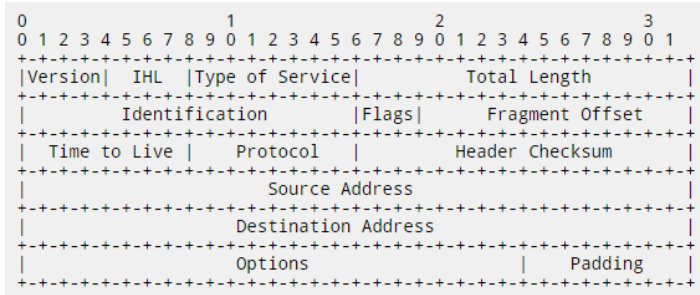 0                   1                   2                   3
0 1 2 3 4 5 6 7 8 9 0 1 2 3 4 5 6 7 8 9 0 1 2 3 4 5 6 7 8 9 0 1
+-+-+-+-+-+-+-+-+-+-+-+-+-+-+-+-+-+-+-+-+-+-+-+-+-+-+-+-+-+-+-+-+
|Version|  IHL  |Type of Service|          Total Length         |
+-+-+-+-+-+-+-+-+-+-+-+-+-+-+-+-+-+-+-+-+-+-+-+-+-+-+-+-+-+-+-+-+
|         Identification        |Flags|      Fragment Offset    |
+-+-+-+-+-+-+-+-+-+-+-+-+-+-+-+-+-+-+-+-+-+-+-+-+-+-+-+-+-+-+-+-+
|  Time to Live |    Protocol   |         Header Checksum       |
+-+-+-+-+-+-+-+-+-+-+-+-+-+-+-+-+-+-+-+-+-+-+-+-+-+-+-+-+-+-+-+-+
|                       Source Address                          |
+-+-+-+-+-+-+-+-+-+-+-+-+-+-+-+-+-+-+-+-+-+-+-+-+-+-+-+-+-+-+-+-+
|                    Destination Address                        |
+-+-+-+-+-+-+-+-+-+-+-+-+-+-+-+-+-+-+-+-+-+-+-+-+-+-+-+-+-+-+-+-+
|                    Options                    |    Padding    |
+-+-+-+-+-+-+-+-+-+-+-+-+-+-+-+-+-+-+-+-+-+-+-+-+-+-+-+-+-+-+-+-+